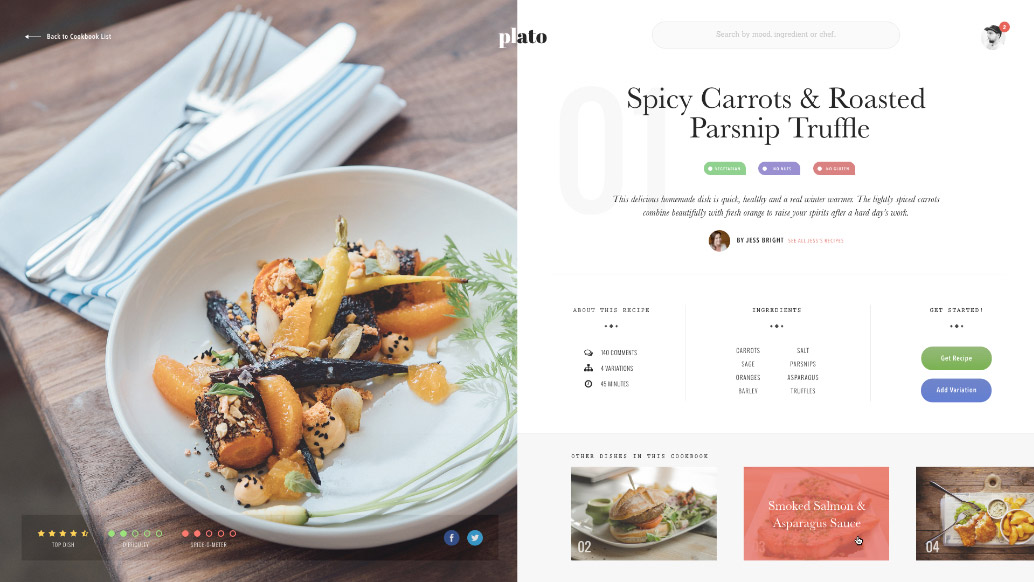 Back to Cookbook List
plato
Search by mood, ingredient or chef.
2
01
Spicy Carrots & Roasted
Parsnip Truffle
VEGETARIAN
NO NUTS
NO GLUTEN
This delicious homemade dish is quick, healthy and a real winter warmer. The lightly spiced carrots
combine beautifully with fresh orange to raise your spirits after a hard day's work.
BY JESS BRIGHT SEE ALL JESS'S RECIPES
ABOUT THIS RECIPE
140 COMMENTS
4 VARIATIONS
45 MINUTES
INGREDIENTS
CARROTS SALT
SAGE PARSNIPS
ORANGES ASPARAGUS
BARLEY TRUFFLES
GET STARTED!
Get Recipe
Add Variation
TOP DISH
DIFFICULTY
SPICE-O-METER
f
OTHER DISHES IN THIS COOKBOOK
02
Smoked Salmon &
Asparagus Sauce
04